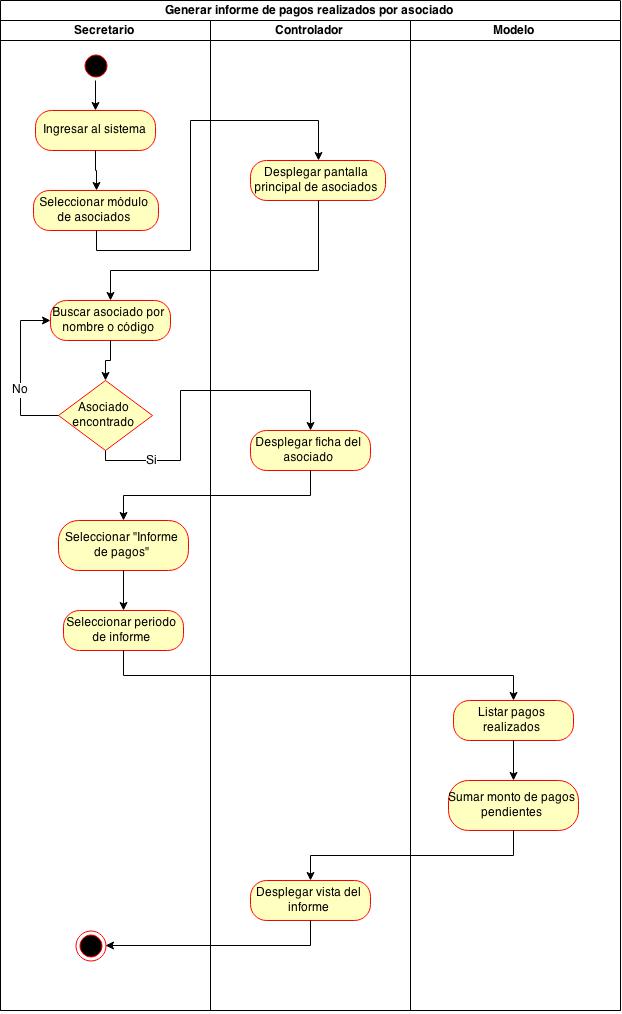 Generar informe de pagos realizados por asociado
Secretario
Controlador
Modelo
Ingresar al sistema
Seleccionar módulo
de asociados
Desplegar pantalla
principal de asociados
Buscar asociado por
nombre o código
No
Asociado
encontrado
Si
Desplegar ficha del
asociado
Seleccionar "Informe
de pagos"
Seleccionar periodo
de informe
Listar pagos
realizados
Sumar monto de pagos
pendientes
Desplegar vista del
informe